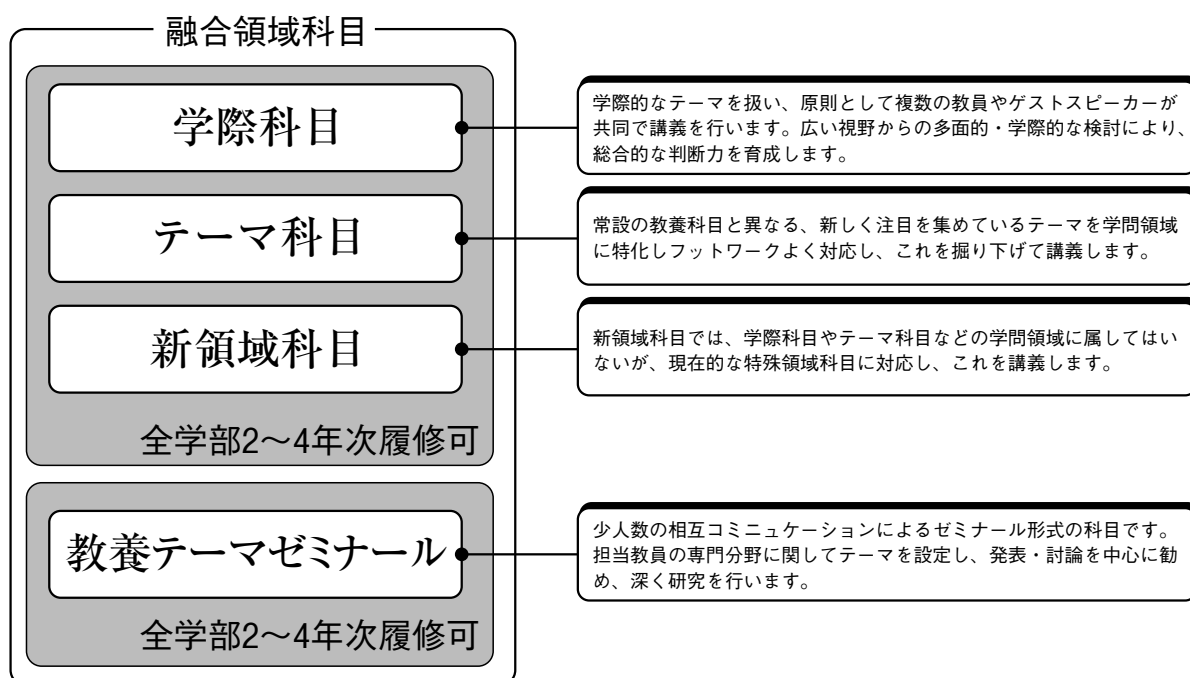 融合領域科目
学際科目
学際的なテーマを扱い、原則として複数の教員やゲストスピーカーが
共同で講義を行います。広い視野からの多面的・学際的な検討により、
総合的な判断力を育成します。
テーマ科目
常設の教養科目と異なる、新しく注目を集めているテーマを学問領域
に特化しフットワークよく対応し、これを掘り下げて講義します。
新領域科目
新領域科目では、学際科目やテーマ科目などの学問領域に属してはい
ないが、現在的な特殊領域科目に対応し、これを講義します。
全学部2〜4年次履修可
教養テーマゼミナール
少人数の相互コミニュケーションによるゼミナール形式の科目です。
担当教員の専門分野に関してテーマを設定し、発表・討論を中心に勧
め、深く研究を行います。
全学部2〜4年次履修可